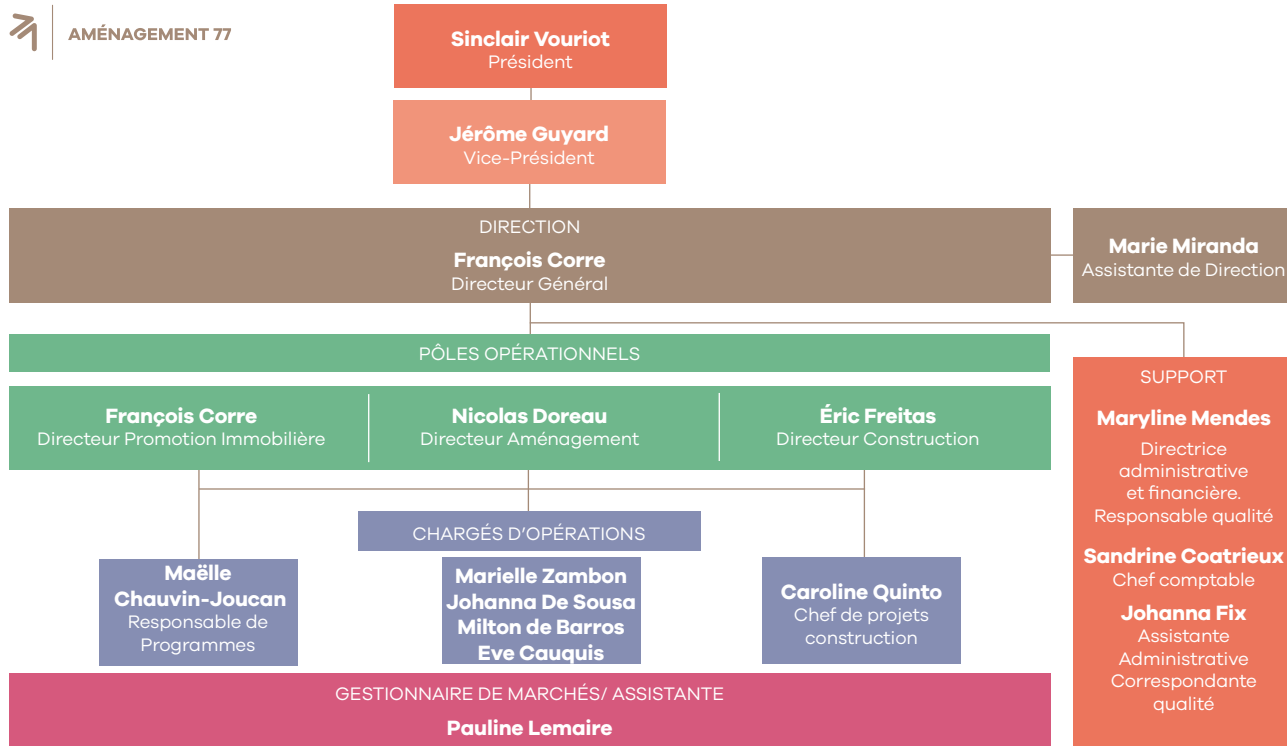 AMÉNAGEMENT 77
Sinclair Vouriot
Président
Jérôme Guyard
Vice-Président
DIRECTION
François Corre
Directeur Général
Marie Miranda
Assistante de Direction
PÔLES OPÉRATIONNELS
François Corre
Directeur Promotion Immobilière
Nicolas Doreau
Directeur Aménagement
Éric Freitas
Directeur Construction
CHARGÉS D'OPÉRATIONS
Maëlle
Chauvin-Joucan
Responsable de
Programmes
Marielle Zambon
Johanna De Sousa
Milton de Barros
Eve Cauquis
Caroline Quinto
Chef de projets
construction
GESTIONNAIRE DE MARCHÉS/ ASSISTANTE
Pauline Lemaire
SUPPORT
Maryline Mendes
Directrice
administrative
et financière.
Responsable qualité
Sandrine Coatrieux
Chef comptable
Johanna Fix
Assistante
Administrative
Correspondante
qualité